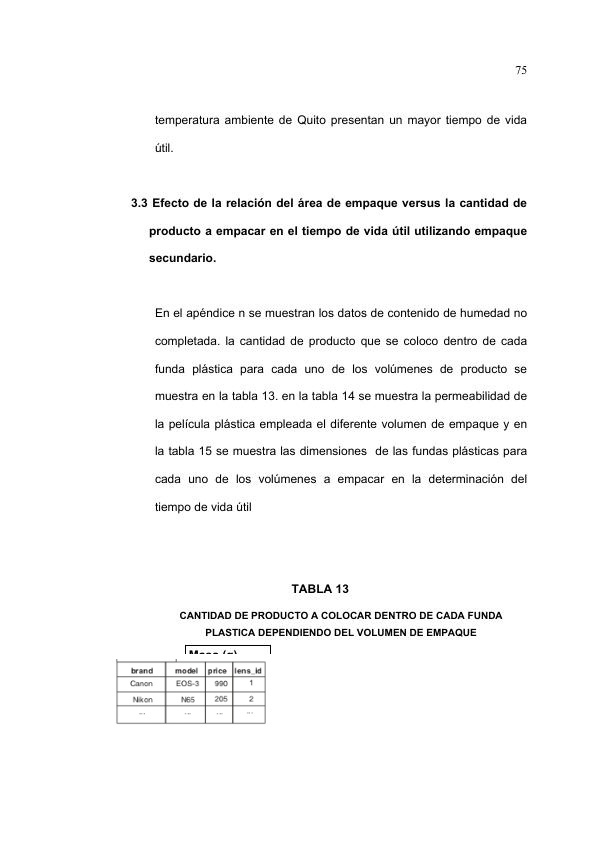 75
temperatura ambiente de Quito presentan un mayor tiempo de vida
útil.
3.3 Efecto de la relación del área de empaque versus la cantidad de
producto a empacar en el tiempo de vida útil utilizando empaque
secundario.
En el apéndice n se muestran los datos de contenido de humedad no
completada. la cantidad de producto que se coloco dentro de cada
funda plástica para cada uno de los volúmenes de producto se
muestra en la tabla 13. en la tabla 14 se muestra la permeabilidad de
la película plástica empleada el diferente volumen de empaque y en
la tabla 15 se muestra las dimensiones de las fundas plásticas para
cada uno de los volúmenes a empacar en la determinación del
tiempo de vida útil
TABLA 13
CANTIDAD DE PRODUCTO A COLOCAR DENTRO DE CADA FUNDA
PLASTICA DEPENDIENDO DEL VOLUMEN DE EMPAQUE
brand model price lens_id
Canon EOS-3 990 1
Nikon N65 205 2
... ... ... ...